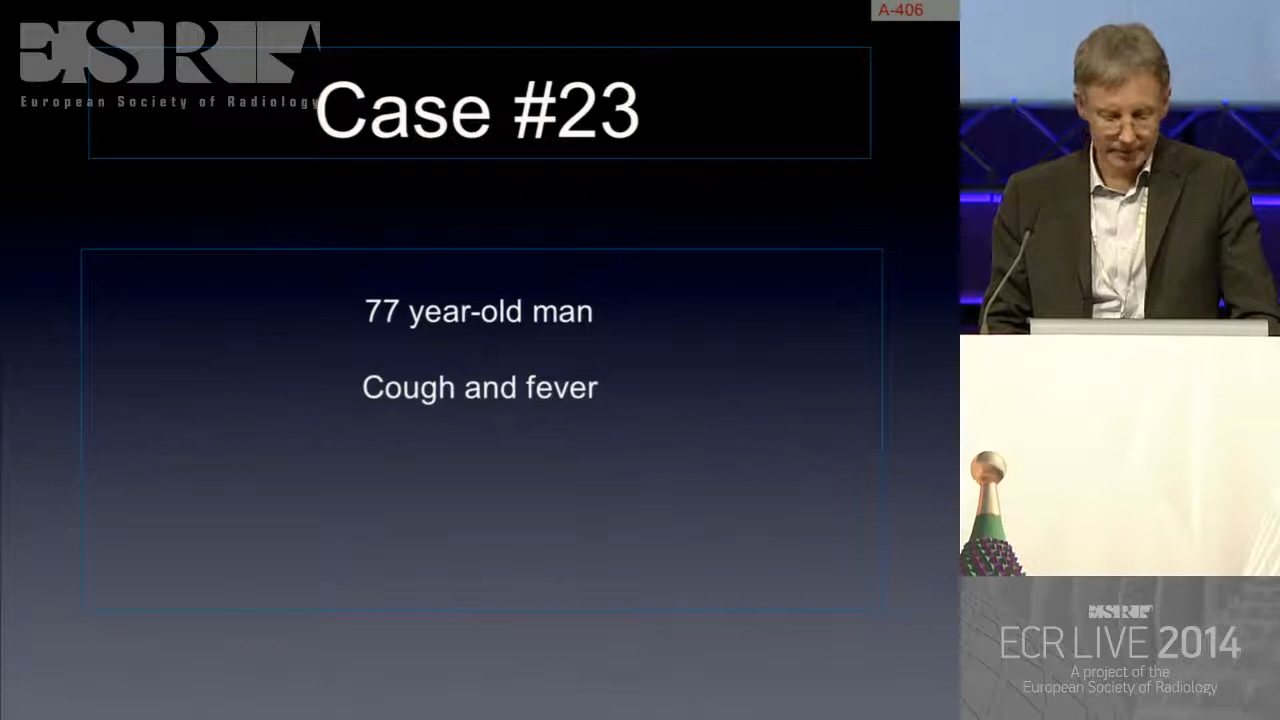 A-406
ESR
European Society of Radiology
Case #23
77 year-old man
Cough and fever
ESR
ECR LIVE 2014
A project of the
European Society of Radiology